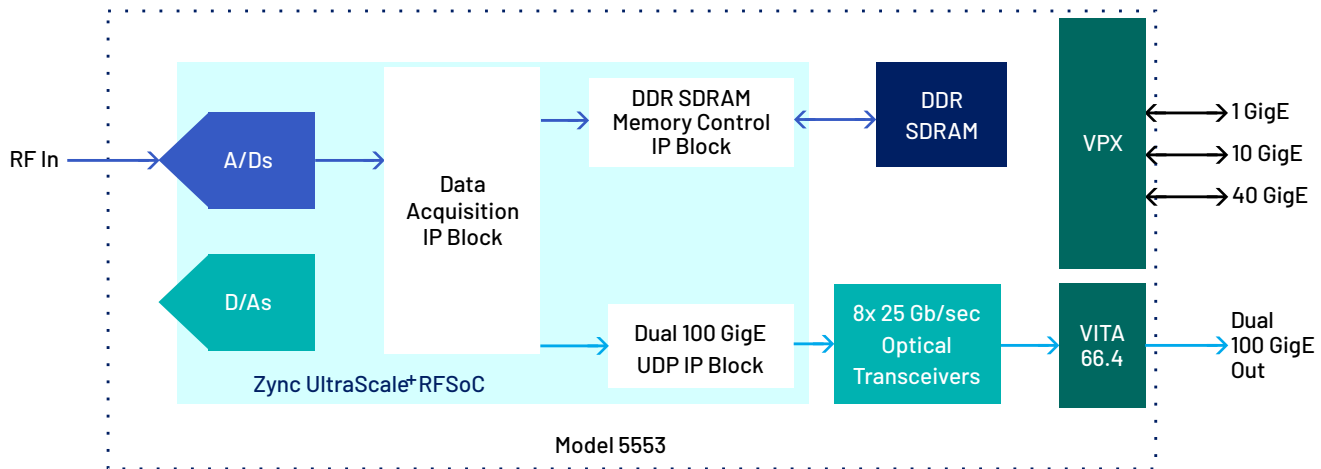 RF In
A/Ds
D/As
Data
Acquisition
IP Block
DDR SDRAM
Memory Control
IP Block
DDR
SDRAM
VPX
1 GigE
10 GigE
40 GigE
Dual 100 GigE
UDP IP Block
8x 25 Gb/sec
Optical
Transceivers
VITA
66.4
Dual
100 GigE
Out
Zync UltraScale+ RFSoC
Model 5553